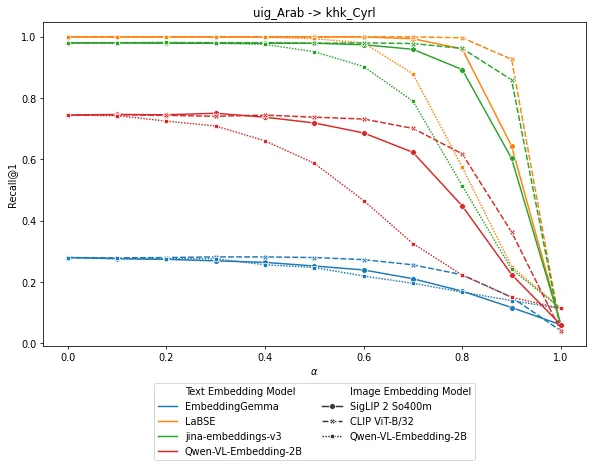 uig_Arab -> khk_Cyrl
Recall@1
1.0
0.8
0.6
0.4
0.2
0.0
0.0 0.2 0.4 0.6 0.8 1.0
α
Text Embedding Model
EmbeddingGemma
LaBSE
jina-embeddings-v3
Qwen-VL-Embedding-2B
Image Embedding Model
SigLIP 2 So400m
CLIP ViT-B/32
Qwen-VL-Embedding-2B